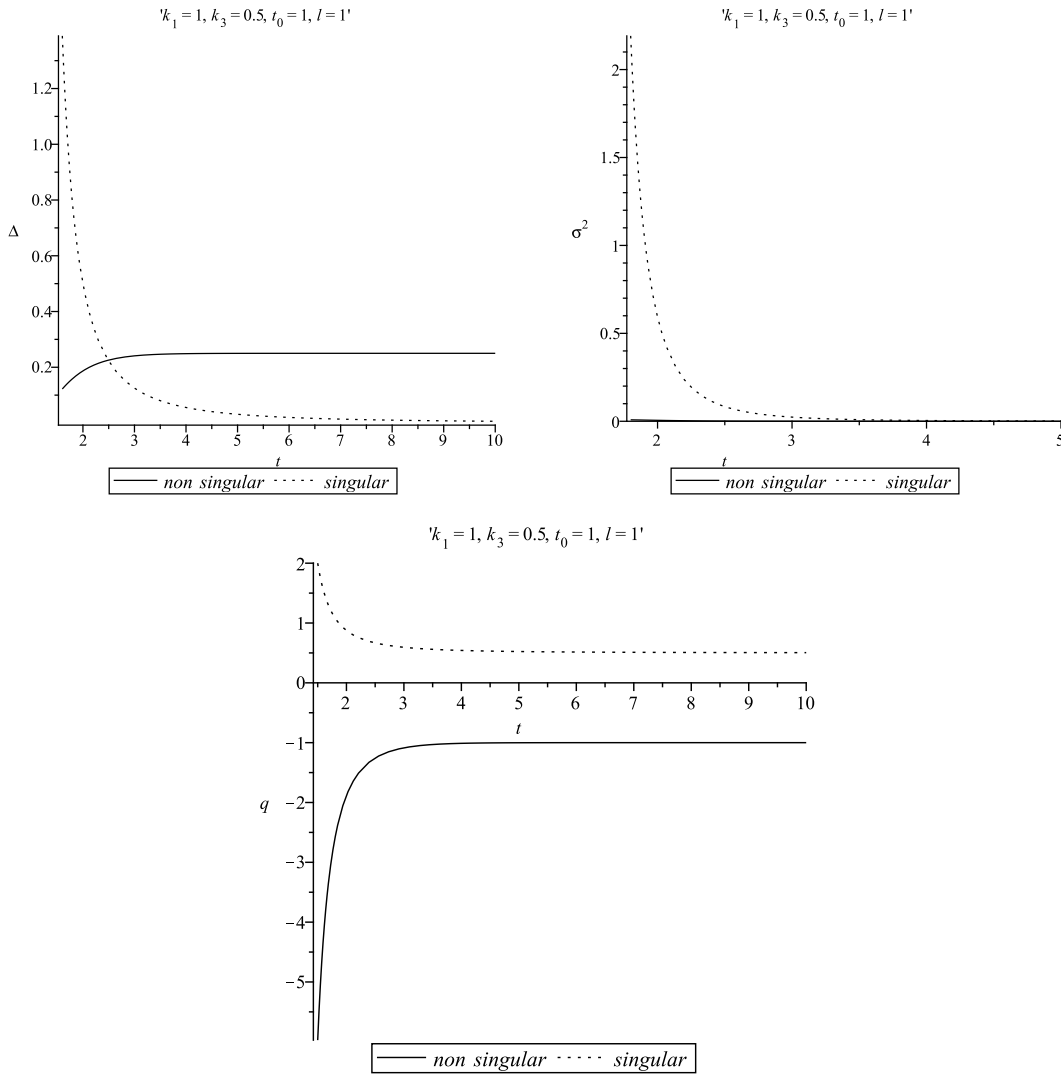 'k₁ = 1, k₃ = 0.5, t₀ = 1, l = 1'
1.2
1.0
0.8
Δ
0.6
0.4
0.2
2 3 4 5 6 7 8 9 10
t
non singular singular
'k₁ = 1, k₃ = 0.5, t₀ = 1, l = 1'
2
1.5
σ²
1
0.5
0
2 3 4 5
t
non singular singular
'k₁ = 1, k₃ = 0.5, t₀ = 1, l = 1'
2
1
0
2 3 4 5 6 7 8 9 10
t
−1
−2
q
−3
−4
−5
non singular singular